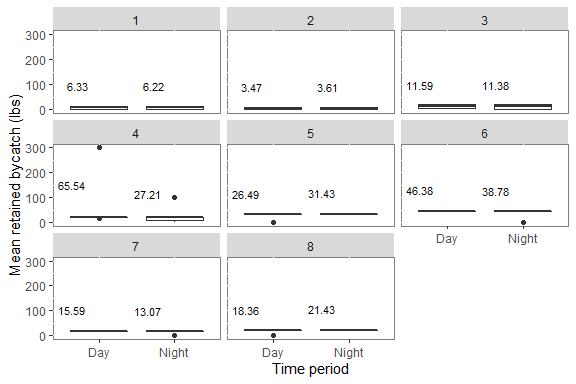 1 2 3
300
200
100
0
6.33 6.22 3.47 3.61 11.59 11.38
4 5 6
300
200
100
0
65.54 27.21 26.49 31.43 46.38 38.78
Day Night
7 8
300
200
100
0
15.59 13.07 18.36 21.43
Day Night Day Night
Time period
Mean retained bycatch (lbs)